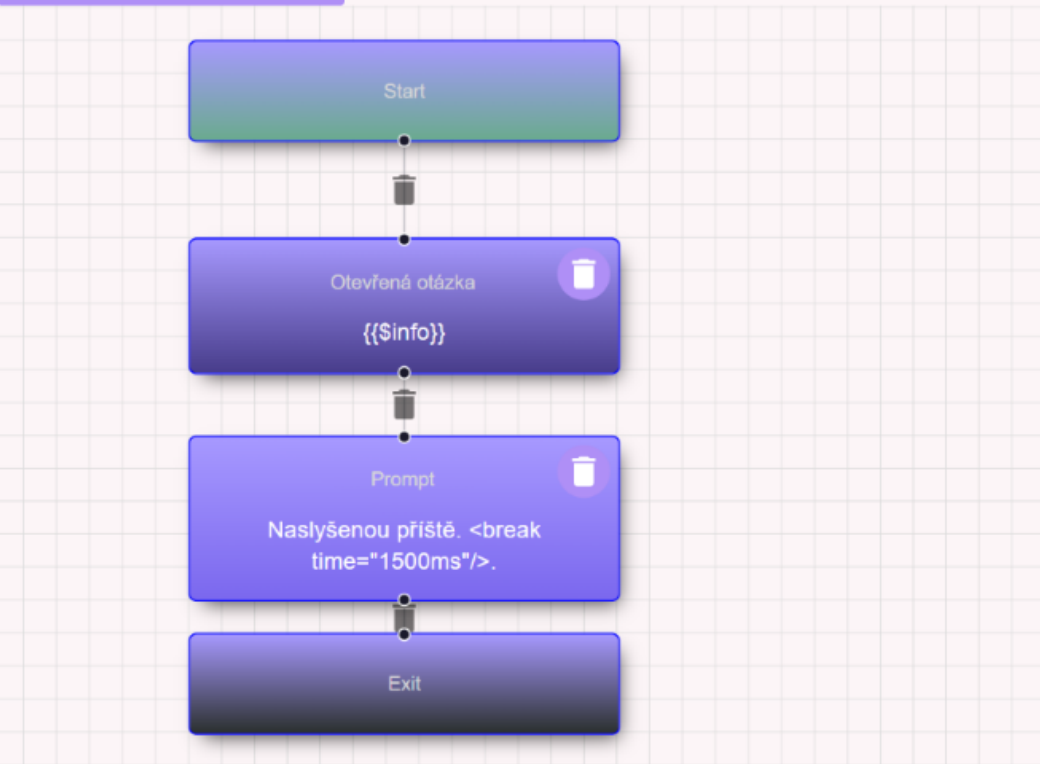 Start
Otevřená otázka
{{$info}}
Prompt
Naslyšenou příště. <break
time="1500ms"/>.
Exit